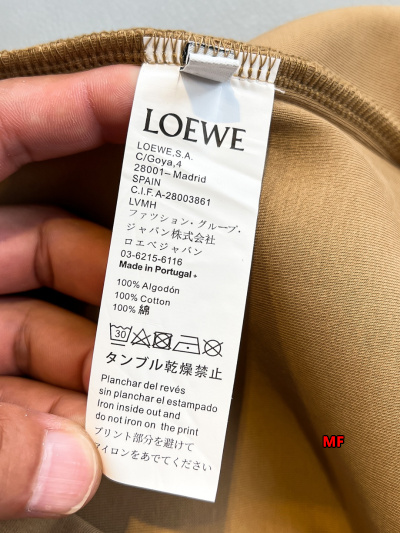 LOEWE
LOEWE,S.A.
C/Goya,4
28001–Madrid
SPAIN
C.I.F.A-28003861
LVMH
ファッション・グループ・
ジャパン株式会社
ロエベジャパン
03-6215-6116
Made in Portugal.
100% Algodón
100% Cotton
100% 綿
30
タンブル乾燥禁止
Planchar del revés
sin planchar el estampado
Iron inside out and
do not iron on the print
プリント部分を避けて
アイロンをあでてください
MF